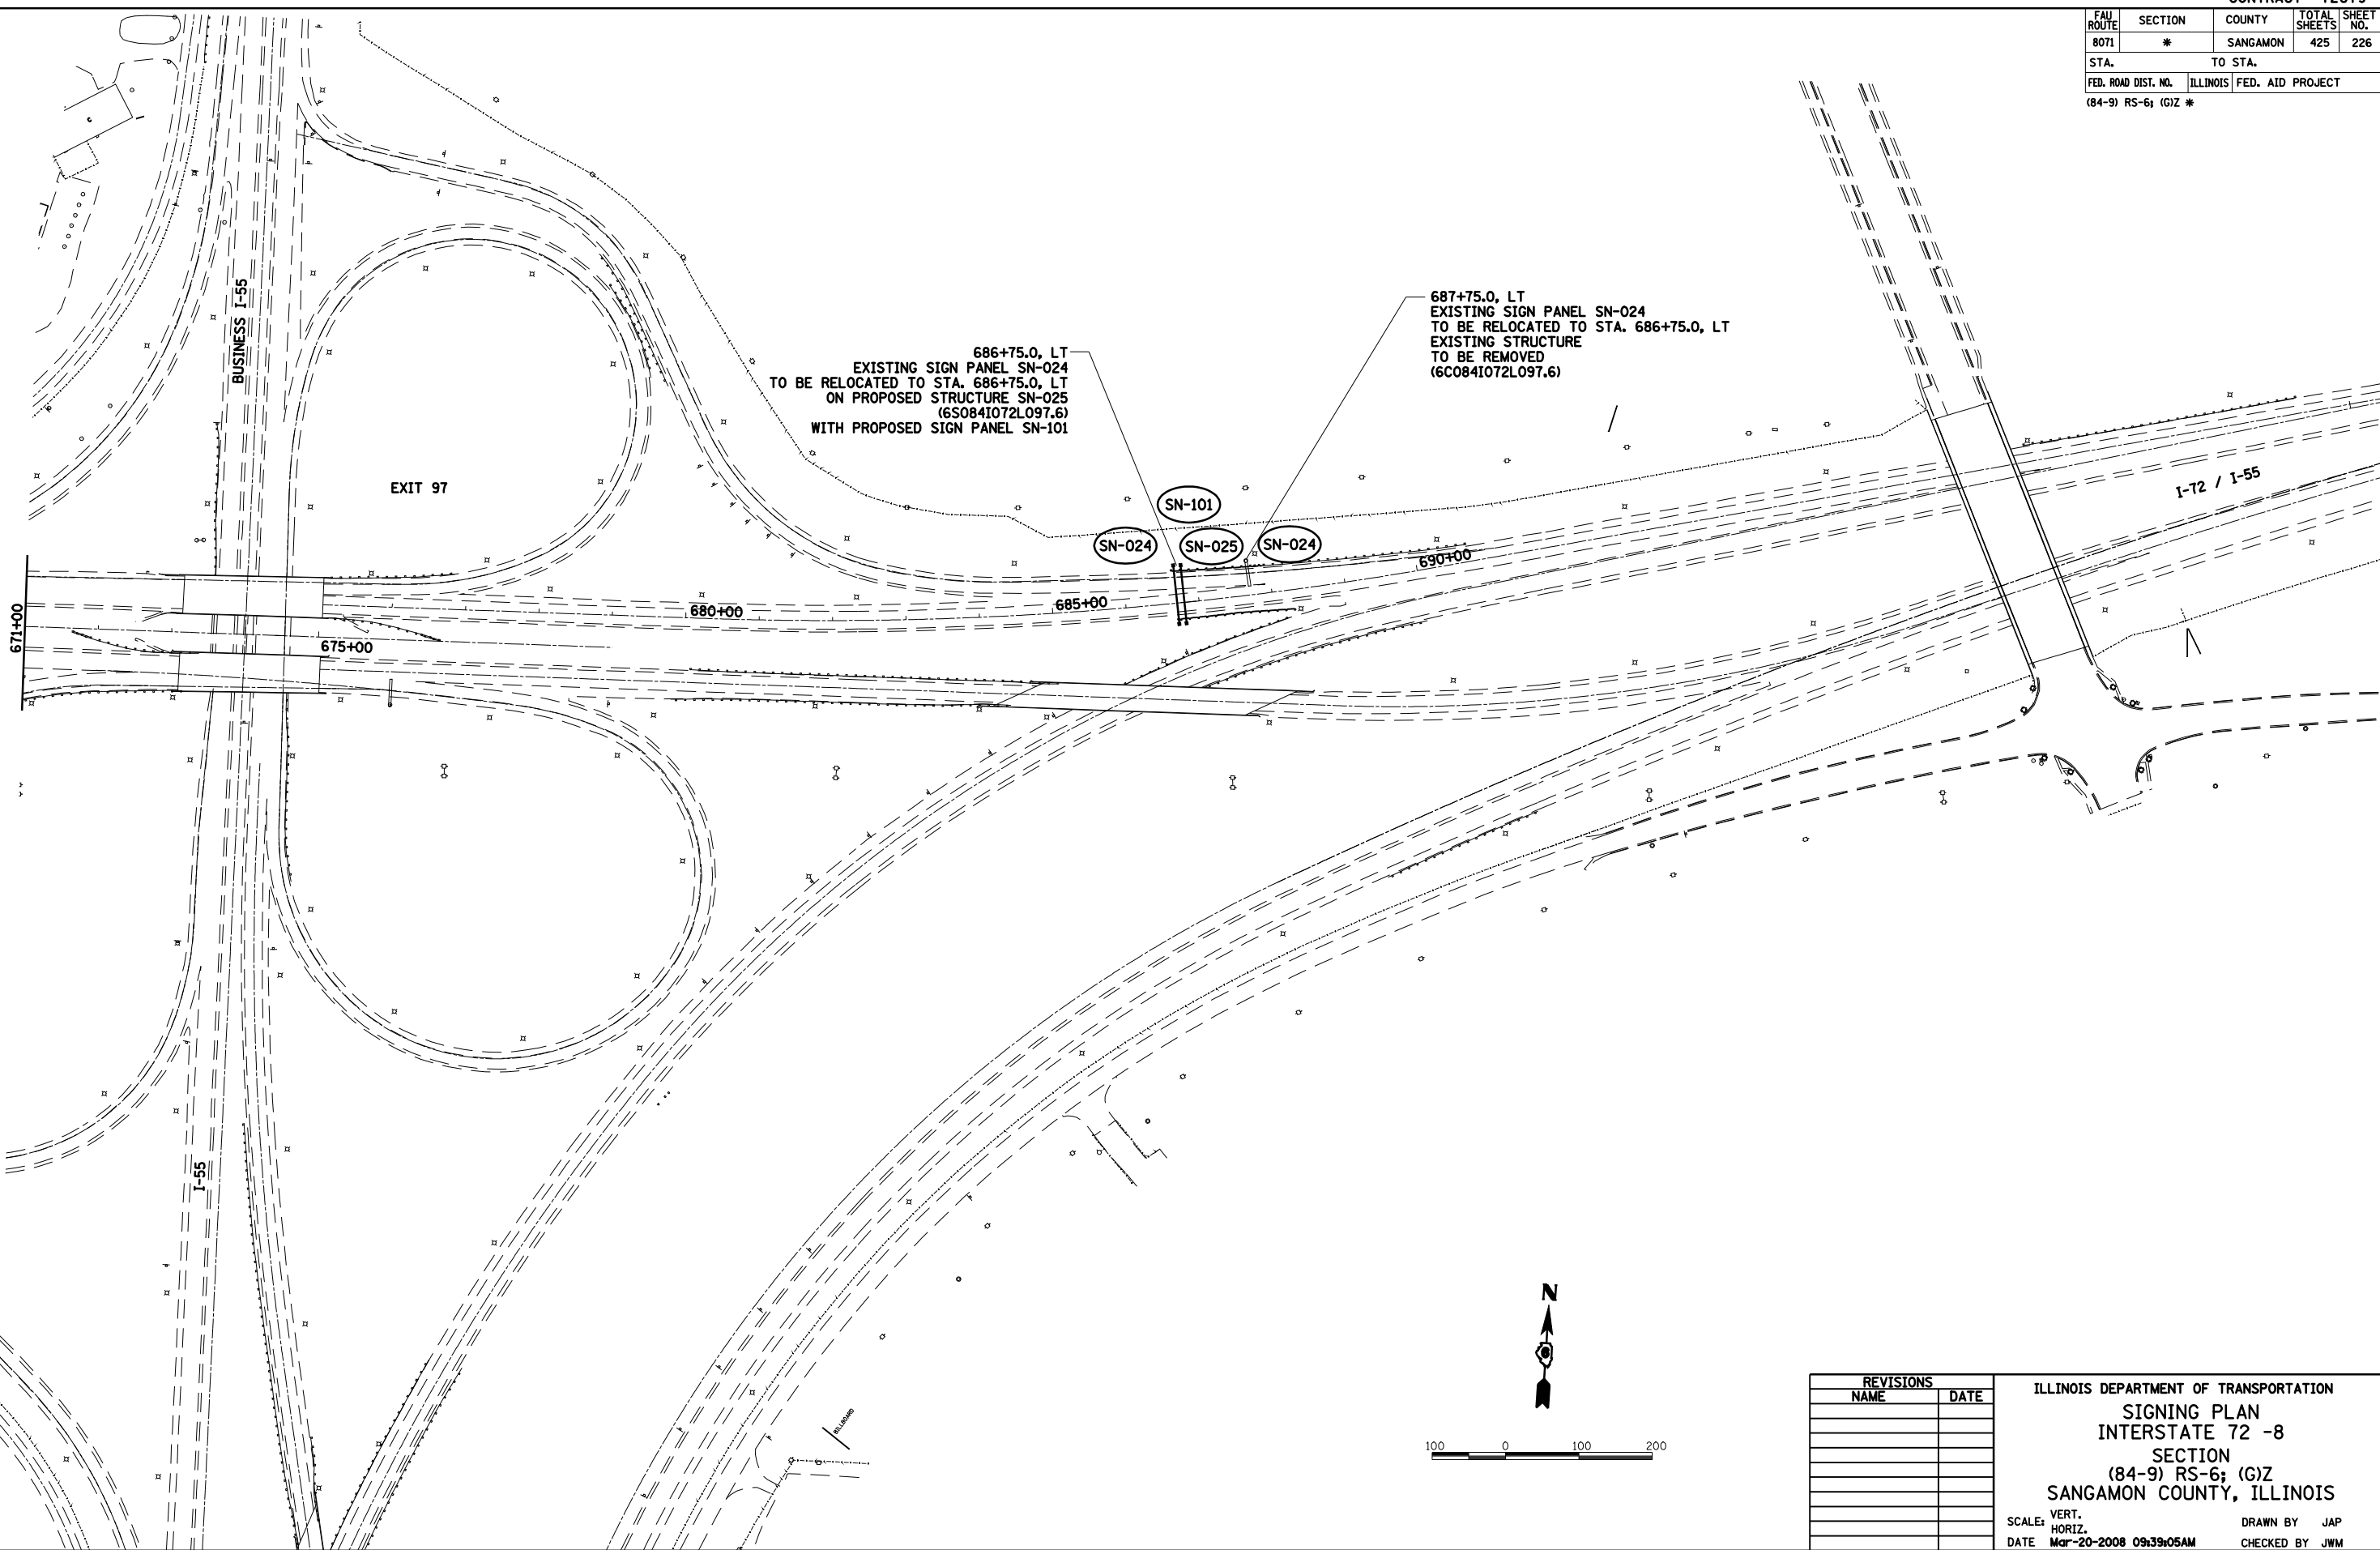 FAU ROUTE SECTION COUNTY TOTAL SHEETS SHEET NO.
8071 * SANGAMON 425 226
STA. TO STA.
FED. ROAD DIST. NO. ILLINOIS FED. AID PROJECT
(84-9) RS-6; (G)Z *
BUSINESS I-55
687+75.0, LT
EXISTING SIGN PANEL SN-024
TO BE RELOCATED TO STA. 686+75.0, LT
EXISTING STRUCTURE
TO BE REMOVED
(6C084I072L097.6)
686+75.0, LT
EXISTING SIGN PANEL SN-024
TO BE RELOCATED TO STA. 686+75.0, LT
ON PROPOSED STRUCTURE SN-025
(6S084I072L097.6)
WITH PROPOSED SIGN PANEL SN-101
EXIT 97
I-72 / I-55
SN-101
SN-024
SN-025
SN-024
690+00
685+00
680+00
671+00
675+00
I-55
N
100 0 100 200
BILLBOARD
REVISIONS
NAME DATE
ILLINOIS DEPARTMENT OF TRANSPORTATION
SIGNING PLAN
INTERSTATE 72 -8
SECTION
(84-9) RS-6; (G)Z
SANGAMON COUNTY, ILLINOIS
SCALE: VERT.
HORIZ.
DRAWN BY JAP
DATE Mar-20-2008 09:39:05AM
CHECKED BY JWM